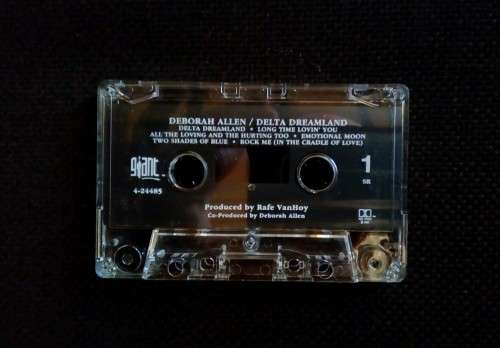 DEBORAH ALLEN / DELTA DREAMLAND
DELTA DREAMLAND • LONG TIME LOVIN' YOU
ALL THE LOVING AND THE HURTING TOO • EMOTIONAL MOON
TWO SHADES OF BLUE • ROCK ME (IN THE CRADLE OF LOVE)
giant
4-24485
1
SR
Produced by Rafe VanHoy
Co-Produced by Deborah Allen